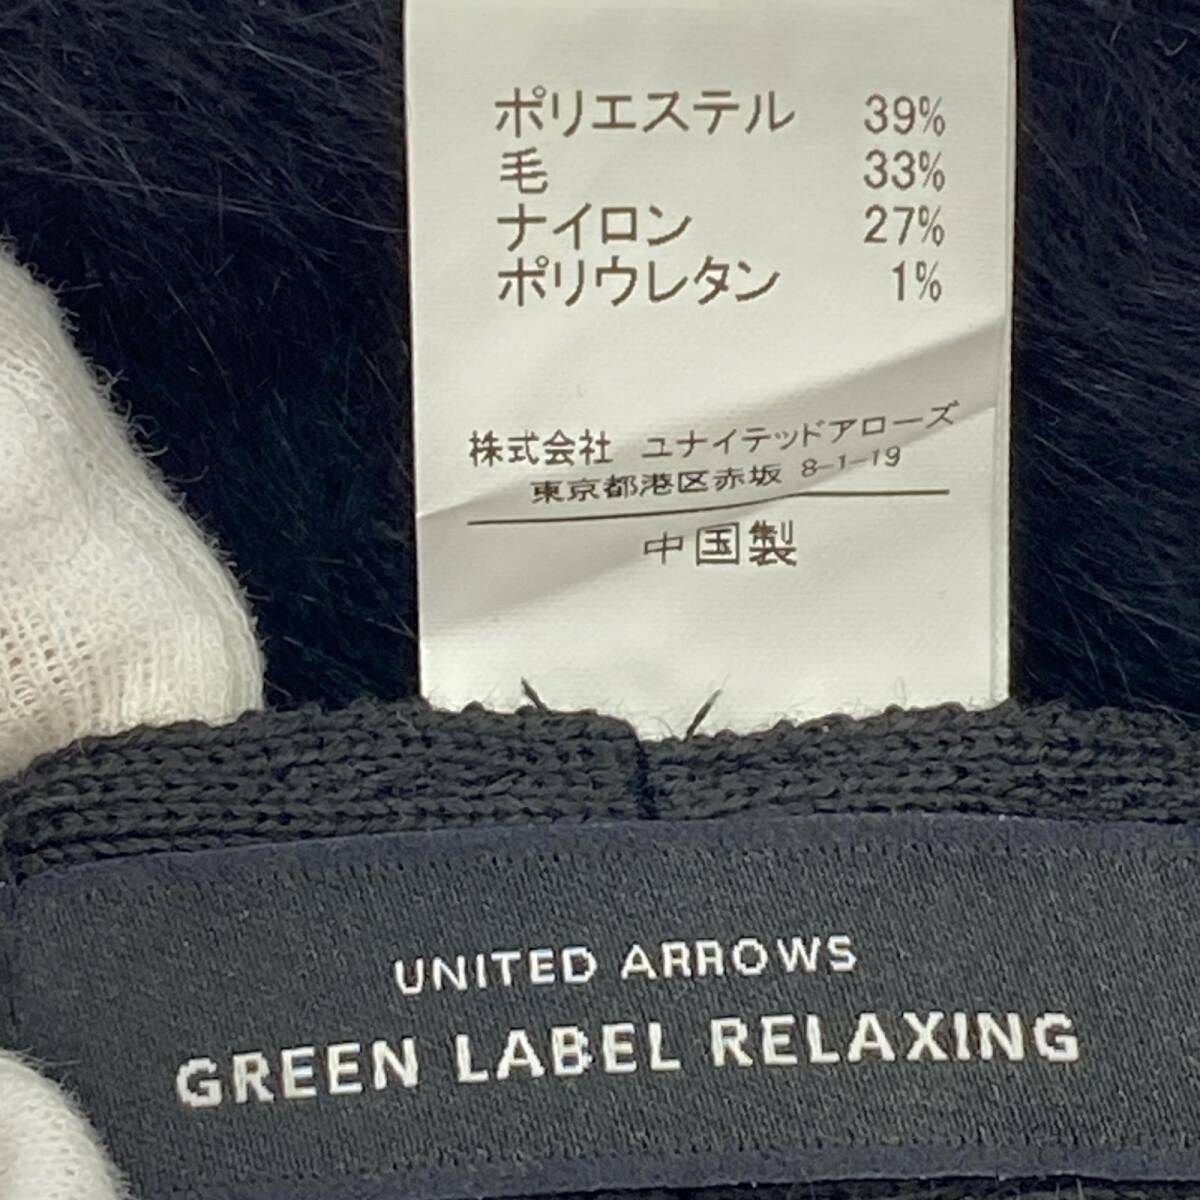 ポリエステル 39%
毛 33%
ナイロン 27%
ポリウレタン 1%
株式会社 ユナイテッドアローズ
東京都港区赤坂 8-1-19
中国製
UNITED ARROWS
GREEN LABEL RELAXING